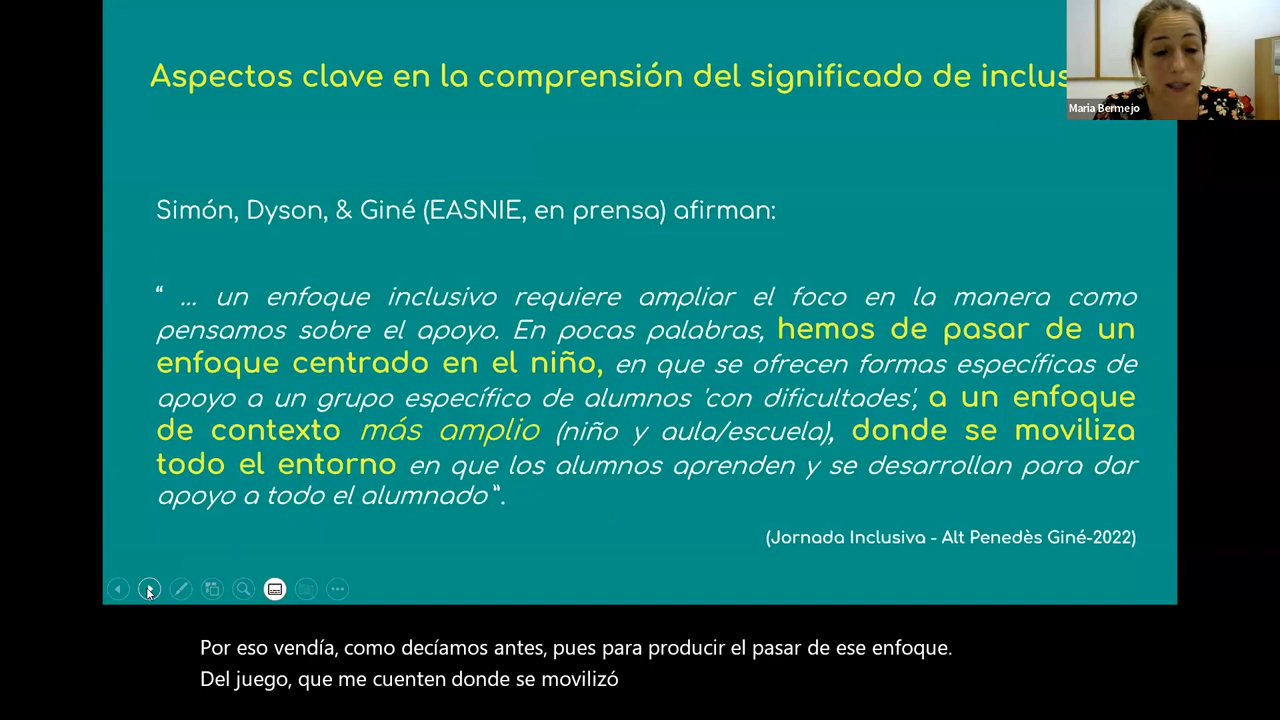 Aspectos clave en la comprensión del significado de inclus
Maria Bermejo
Simón, Dyson, & Giné (EASNIE, en prensa) afirman:
“ ... un enfoque inclusivo requiere ampliar el foco en la manera como
pensamos sobre el apoyo. En pocas palabras, hemos de pasar de un
enfoque centrado en el niño, en que se ofrecen formas específicas de
apoyo a un grupo específico de alumnos 'con dificultades', a un enfoque
de contexto más amplio (niño y aula/escuela), donde se moviliza
todo el entorno en que los alumnos aprenden y se desarrollan para dar
apoyo a todo el alumnado ”.
(Jornada Inclusiva - Alt Penedès Giné-2022)
Por eso vendía, como decíamos antes, pues para producir el pasar de ese enfoque.
Del juego, que me cuenten donde se movilizó